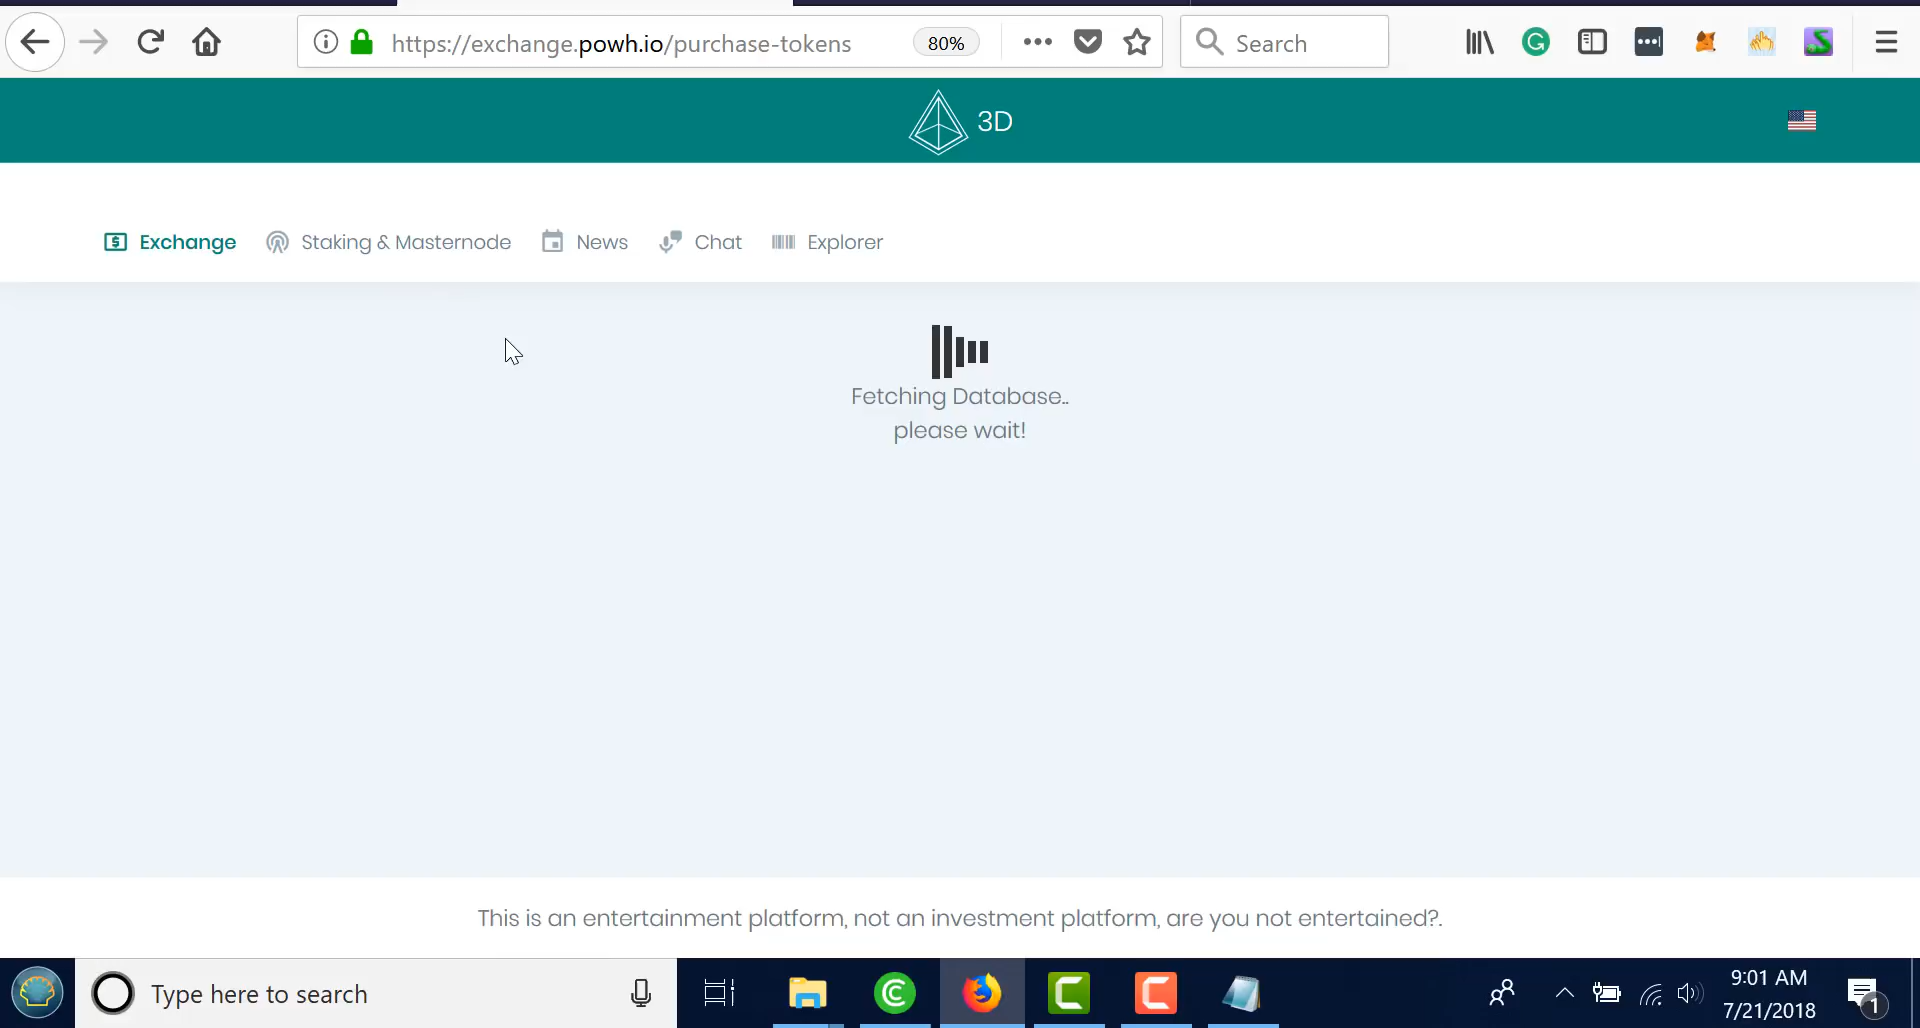 https://exchange.powh.io/purchase-tokens
80%
Search
3D
Exchange
Staking & Masternode
News
Chat
Explorer
Fetching Database..
please wait!
This is an entertainment platform, not an investment platform, are you not entertained?.
Type here to search
9:01 AM
7/21/2018
1